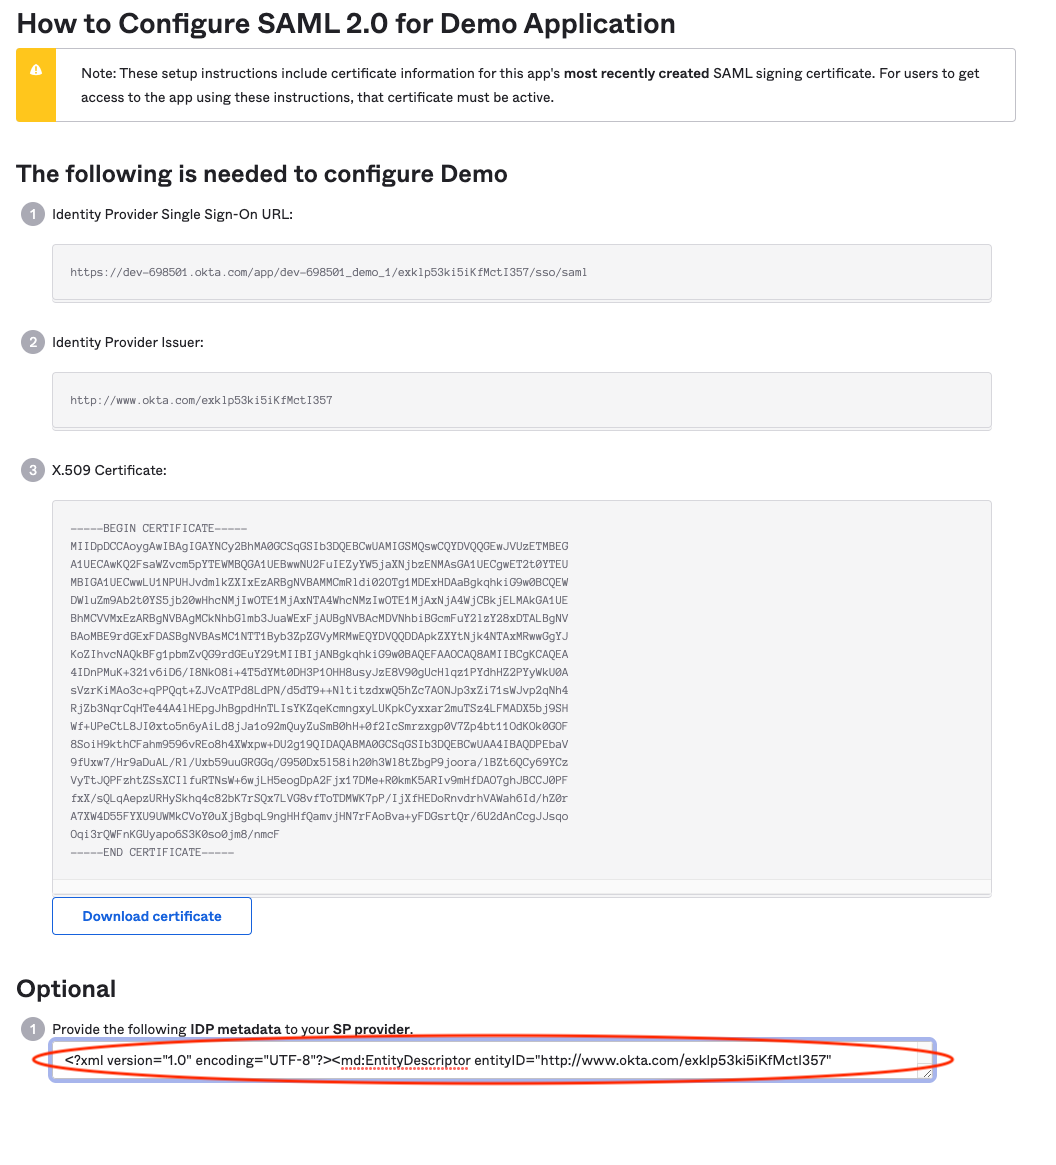 How to Configure SAML 2.0 for Demo Application
Note: These setup instructions include certificate information for this app's most recently created SAML signing certificate. For users to get
access to the app using these instructions, that certificate must be active.
The following is needed to configure Demo
1 Identity Provider Single Sign-On URL:
https://dev-698501.okta.com/app/dev-698501_demo_1/exklp53ki5iKfMctI357/sso/saml
2 Identity Provider Issuer:
http://www.okta.com/exklp53ki5iKfMctI357
3 X.509 Certificate:
-----BEGIN CERTIFICATE-----
MIIDpDCCAoygAwIBAgIGAYNCy2BhMA0GCSqGSIb3DQEBCwUAMIGSMQswCQYDVQQGEwJVUzETMBEG
A1UECAwKQ2FsaWZvcm5pYTEWMBQGA1UEBwwNU2FuIEZyYW5jaXNjbzENMAsGA1UECgwET2t0YTEU
MBIGA1UECwwLU1NPUHJvdmlkZXIxEzARBgNVBAMMCmRldi02OTg1MDExHDAaBgkqhkiG9w0BCQEW
DWluZm9Ab2t0YS5jb20wHhcNMjIwOTE1MjAxNTA4WhcNMzIwOTE1MjAxNjA4WjCBkjELMAkGA1UE
BhMCVVMxEzARBgNVBAgMCkNhbGlmb3JuaWExFjAUBgNVBAcMDVNhbiBGcmFuY2lzY28xDTALBgNV
BAoMBE9rdGExFDASBgNVBAsMC1NTT1Byb3ZpZGVyMRMwEQYDVQQDDApkZXYtNjk4NTAxMRwwGgYJ
KoZIhvcNAQkBFg1pbmZvQG9rdGEuY29tMIIBIjANBgkqhkiG9w0BAQEFAAOCAQ8AMIIBCgKCAQEA
4IDnPMuK+321v6iD6/I8NkO8i+4T5dYMt0DH3P1OHH8usyJzE8V90gUcHlqz1PYdhHZ2PYyWkU0A
sVzrKiMAo3c+qPPQqt+ZJVcATPd8LdPN/d5dT9++NltitzdxwQ5hZc7AONJp3xZi71sWJvp2qNh4
RjZb3NqrCqHTe44A4lHEpgJhBgpdHnTLIsYKZqeKcmngxyLUKpkCyxxar2muTSz4LFMADX5bj9SH
Wf+UPeCtL8JI0xto5n6yAiLd8jJa1o92mQuyZuSmB0hH+0f2IcSmrzxgp0V7Zp4bt11OdKOk0GOF
8SoiH9kthCFahm9596vREo8h4XWxpw+DU2g19QIDAQABMA0GCSqGSIb3DQEBCwUAA4IBAQDPEbaV
9fUxw7/Hr9aDuAL/Rl/Uxb59uuGRGGq/G950Dx5l58ih20h3Wl8tZbgP9joora/lBZt6QCy69YCz
VyTtJQPFzhtZSsXCIlfuRTNsW+6wjLH5eogDpA2Fjx17DMe+R0kmK5ARIv9mHfDAO7ghJBCCJ0PF
fxX/sQLqAepzURHySkhq4c82bK7rSQx7LVG8vfToTDMWK7pP/IjXfHEDoRnvdrhVAWah6Id/hZ0r
A7XW4D55FYXU9UWMkCVoY0uXjBgbqL9ngHHfQamvjHN7rFAoBva+yFDGsrtQr/6U2dAnCcgJJsqo
Oqi3rQWFnKGUyapo6S3K0so0jm8/nmcF
-----END CERTIFICATE-----
Download certificate
Optional
1 Provide the following IDP metadata to your SP provider.
<?xml version="1.0" encoding="UTF-8"?><md:EntityDescriptor entityID="http://www.okta.com/exklp53ki5iKfMctI357"